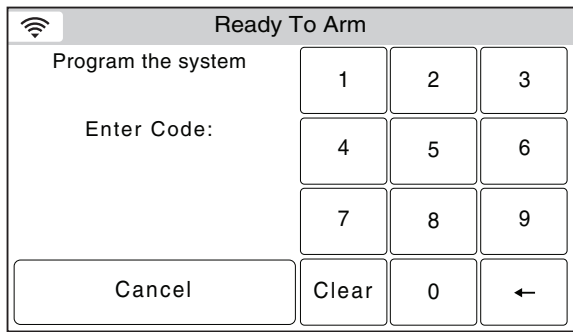 Ready To Arm
Program the system
Enter Code:
1 2 3
4 5 6
7 8 9
Cancel Clear 0 ←